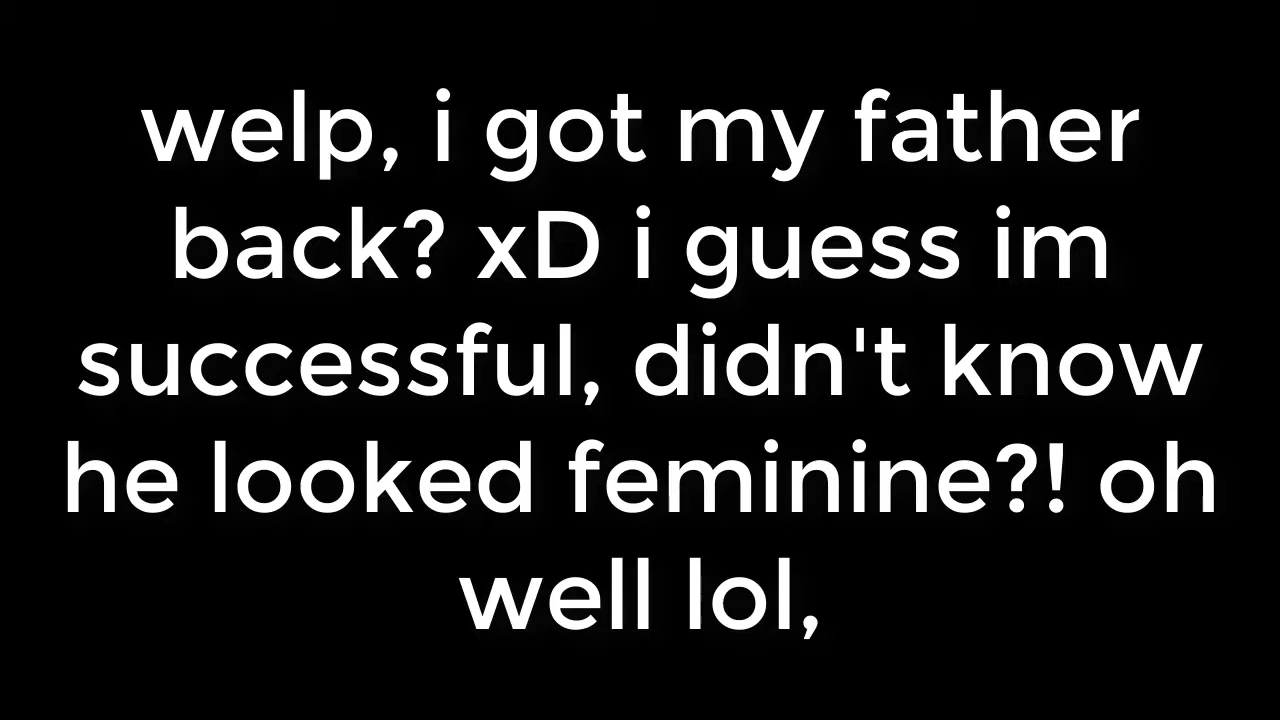 welp, i got my father
back? xD i guess im
successful, didn't know
he looked feminine?! oh
well lol,